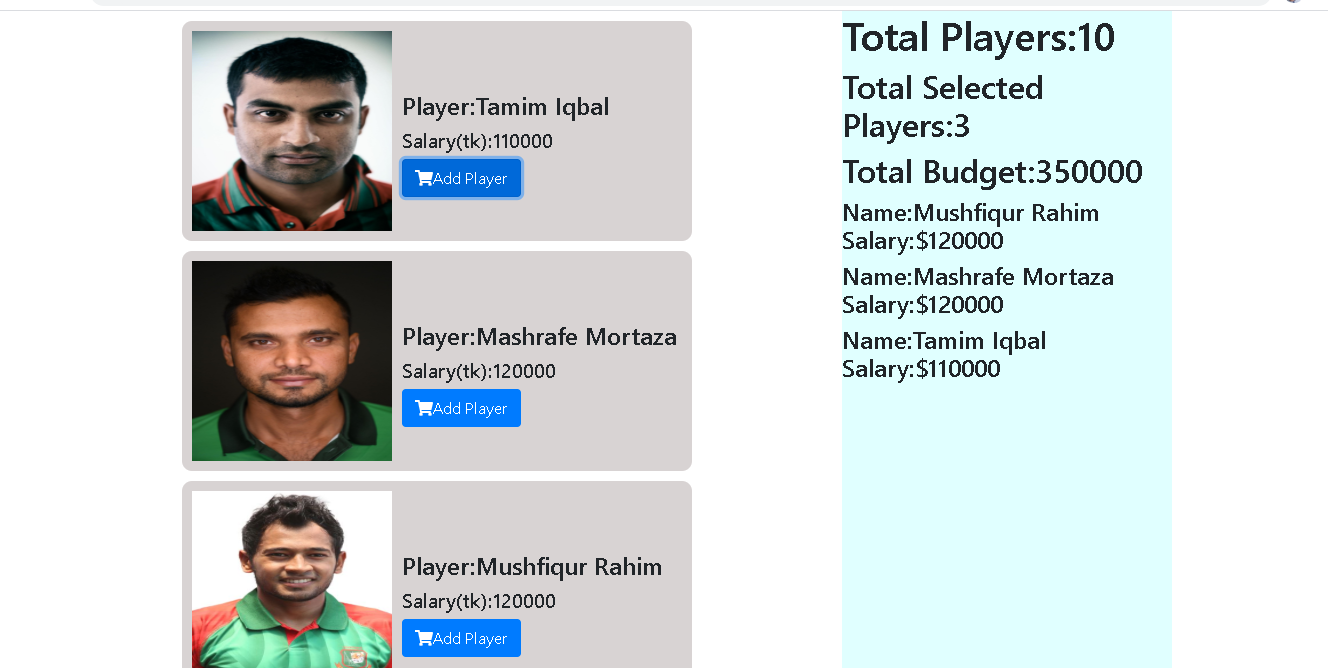 Player:Tamim Iqbal
Salary(tk):110000
Add Player
Player:Mashrafe Mortaza
Salary(tk):120000
Add Player
Player:Mushfiqur Rahim
Salary(tk):120000
Add Player
Total Players:10
Total Selected
Players:3
Total Budget:350000
Name:Mushfiqur Rahim
Salary:$120000
Name:Mashrafe Mortaza
Salary:$120000
Name:Tamim Iqbal
Salary:$110000